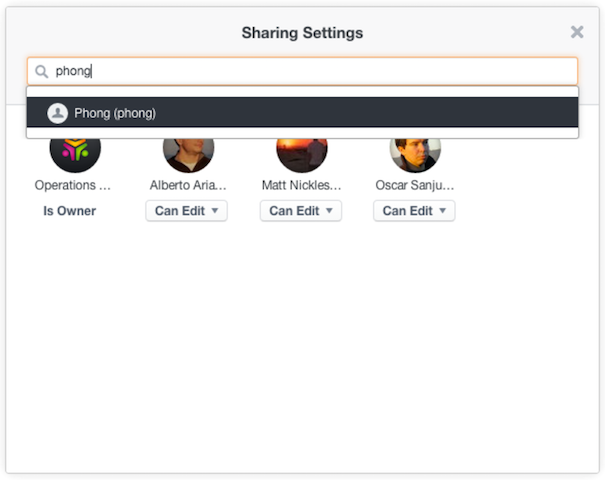 Sharing Settings
phong
Phong (phong)
Operations ... Alberto Aria... Matt Nickles... Oscar Sanju...
Is Owner Can Edit Can Edit Can Edit